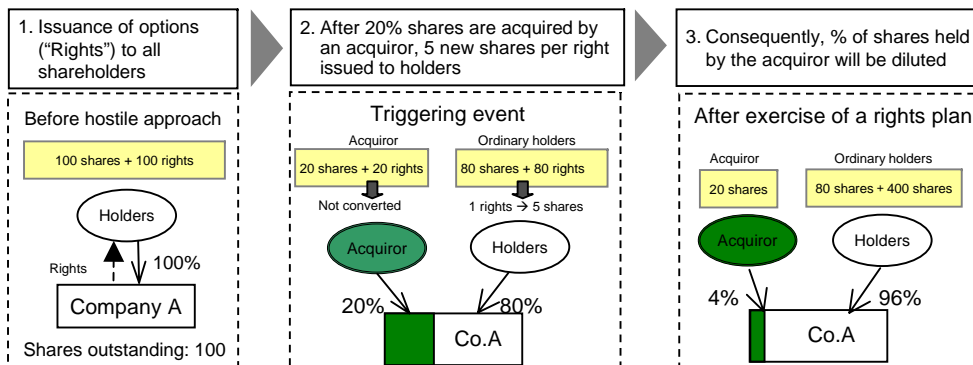 1. Issuance of options
(“Rights”) to all
shareholders
Before hostile approach
100 shares + 100 rights
Holders
Rights
100%
Company A
Shares outstanding: 100
2. After 20% shares are acquired by
an acquiror, 5 new shares per right
issued to holders
Triggering event
Acquiror
Ordinary holders
20 shares + 20 rights
80 shares + 80 rights
Not converted
1 rights → 5 shares
Acquiror
Holders
20%
80%
Co.A
3. Consequently, % of shares held
by the acquiror will be diluted
After exercise of a rights plan
Acquiror
Ordinary holders
20 shares
80 shares + 400 shares
Acquiror
Holders
4%
96%
Co.A